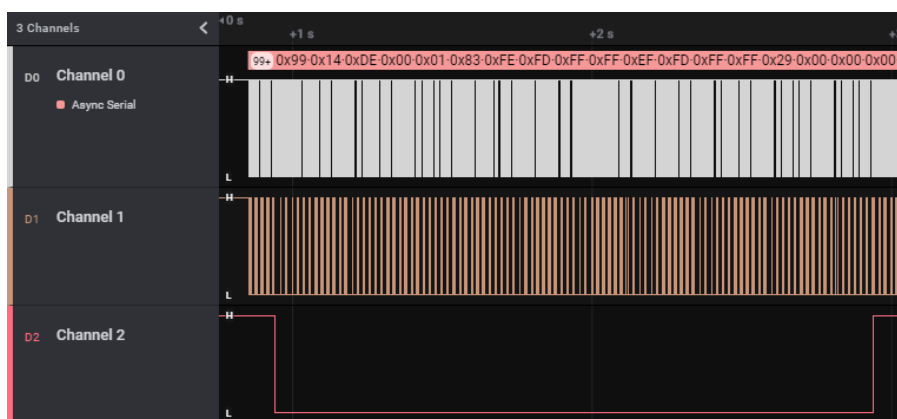 3 Channels
◂0 s
+1 s
+2 s
99+ 0x99·0x14·0xDE·0x00·0x01·0x83·0xFE·0xFD·0xFF·0xFF·0xEF·0xFD·0xFF·0xFF·0x29·0x00·0x00·0x00
D0 Channel 0
H
Async Serial
L
H
D1 Channel 1
L
H
D2 Channel 2
L